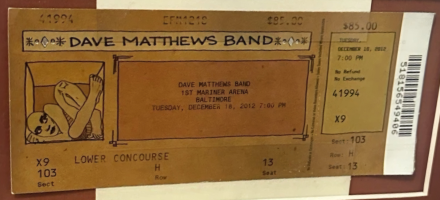 41994 EFM1218 $85.00
DAVE MATTHEWS BAND
DAVE MATTHEWS BAND
1ST MARINER ARENA
BALTIMORE
TUESDAY, DECEMBER 18, 2012 7:00 PM
X9 LOWER CONCOURSE
103 H 13
Sect Row Seat
$85.00
TUESDAY,
DECEMBER 18, 2012
7:00 PM
No Refund
No Exchange
41994
X9
Sect: 103
Row: H
Seat: 13